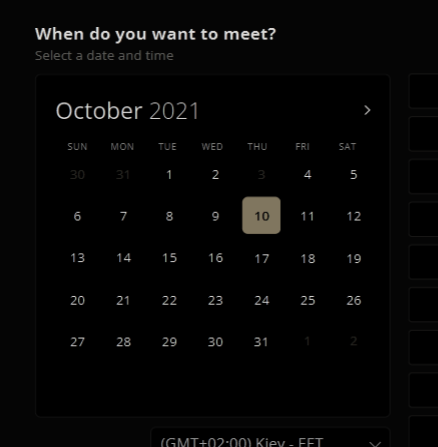 When do you want to meet?
Select a date and time
October 2021
SUN MON TUE WED THU FRI SAT
30 31 1 2 3 4 5
6 7 8 9 10 11 12
13 14 15 16 17 18 19
20 21 22 23 24 25 26
27 28 29 30 31 1 2
(GMT+02:00) Kiev - EET